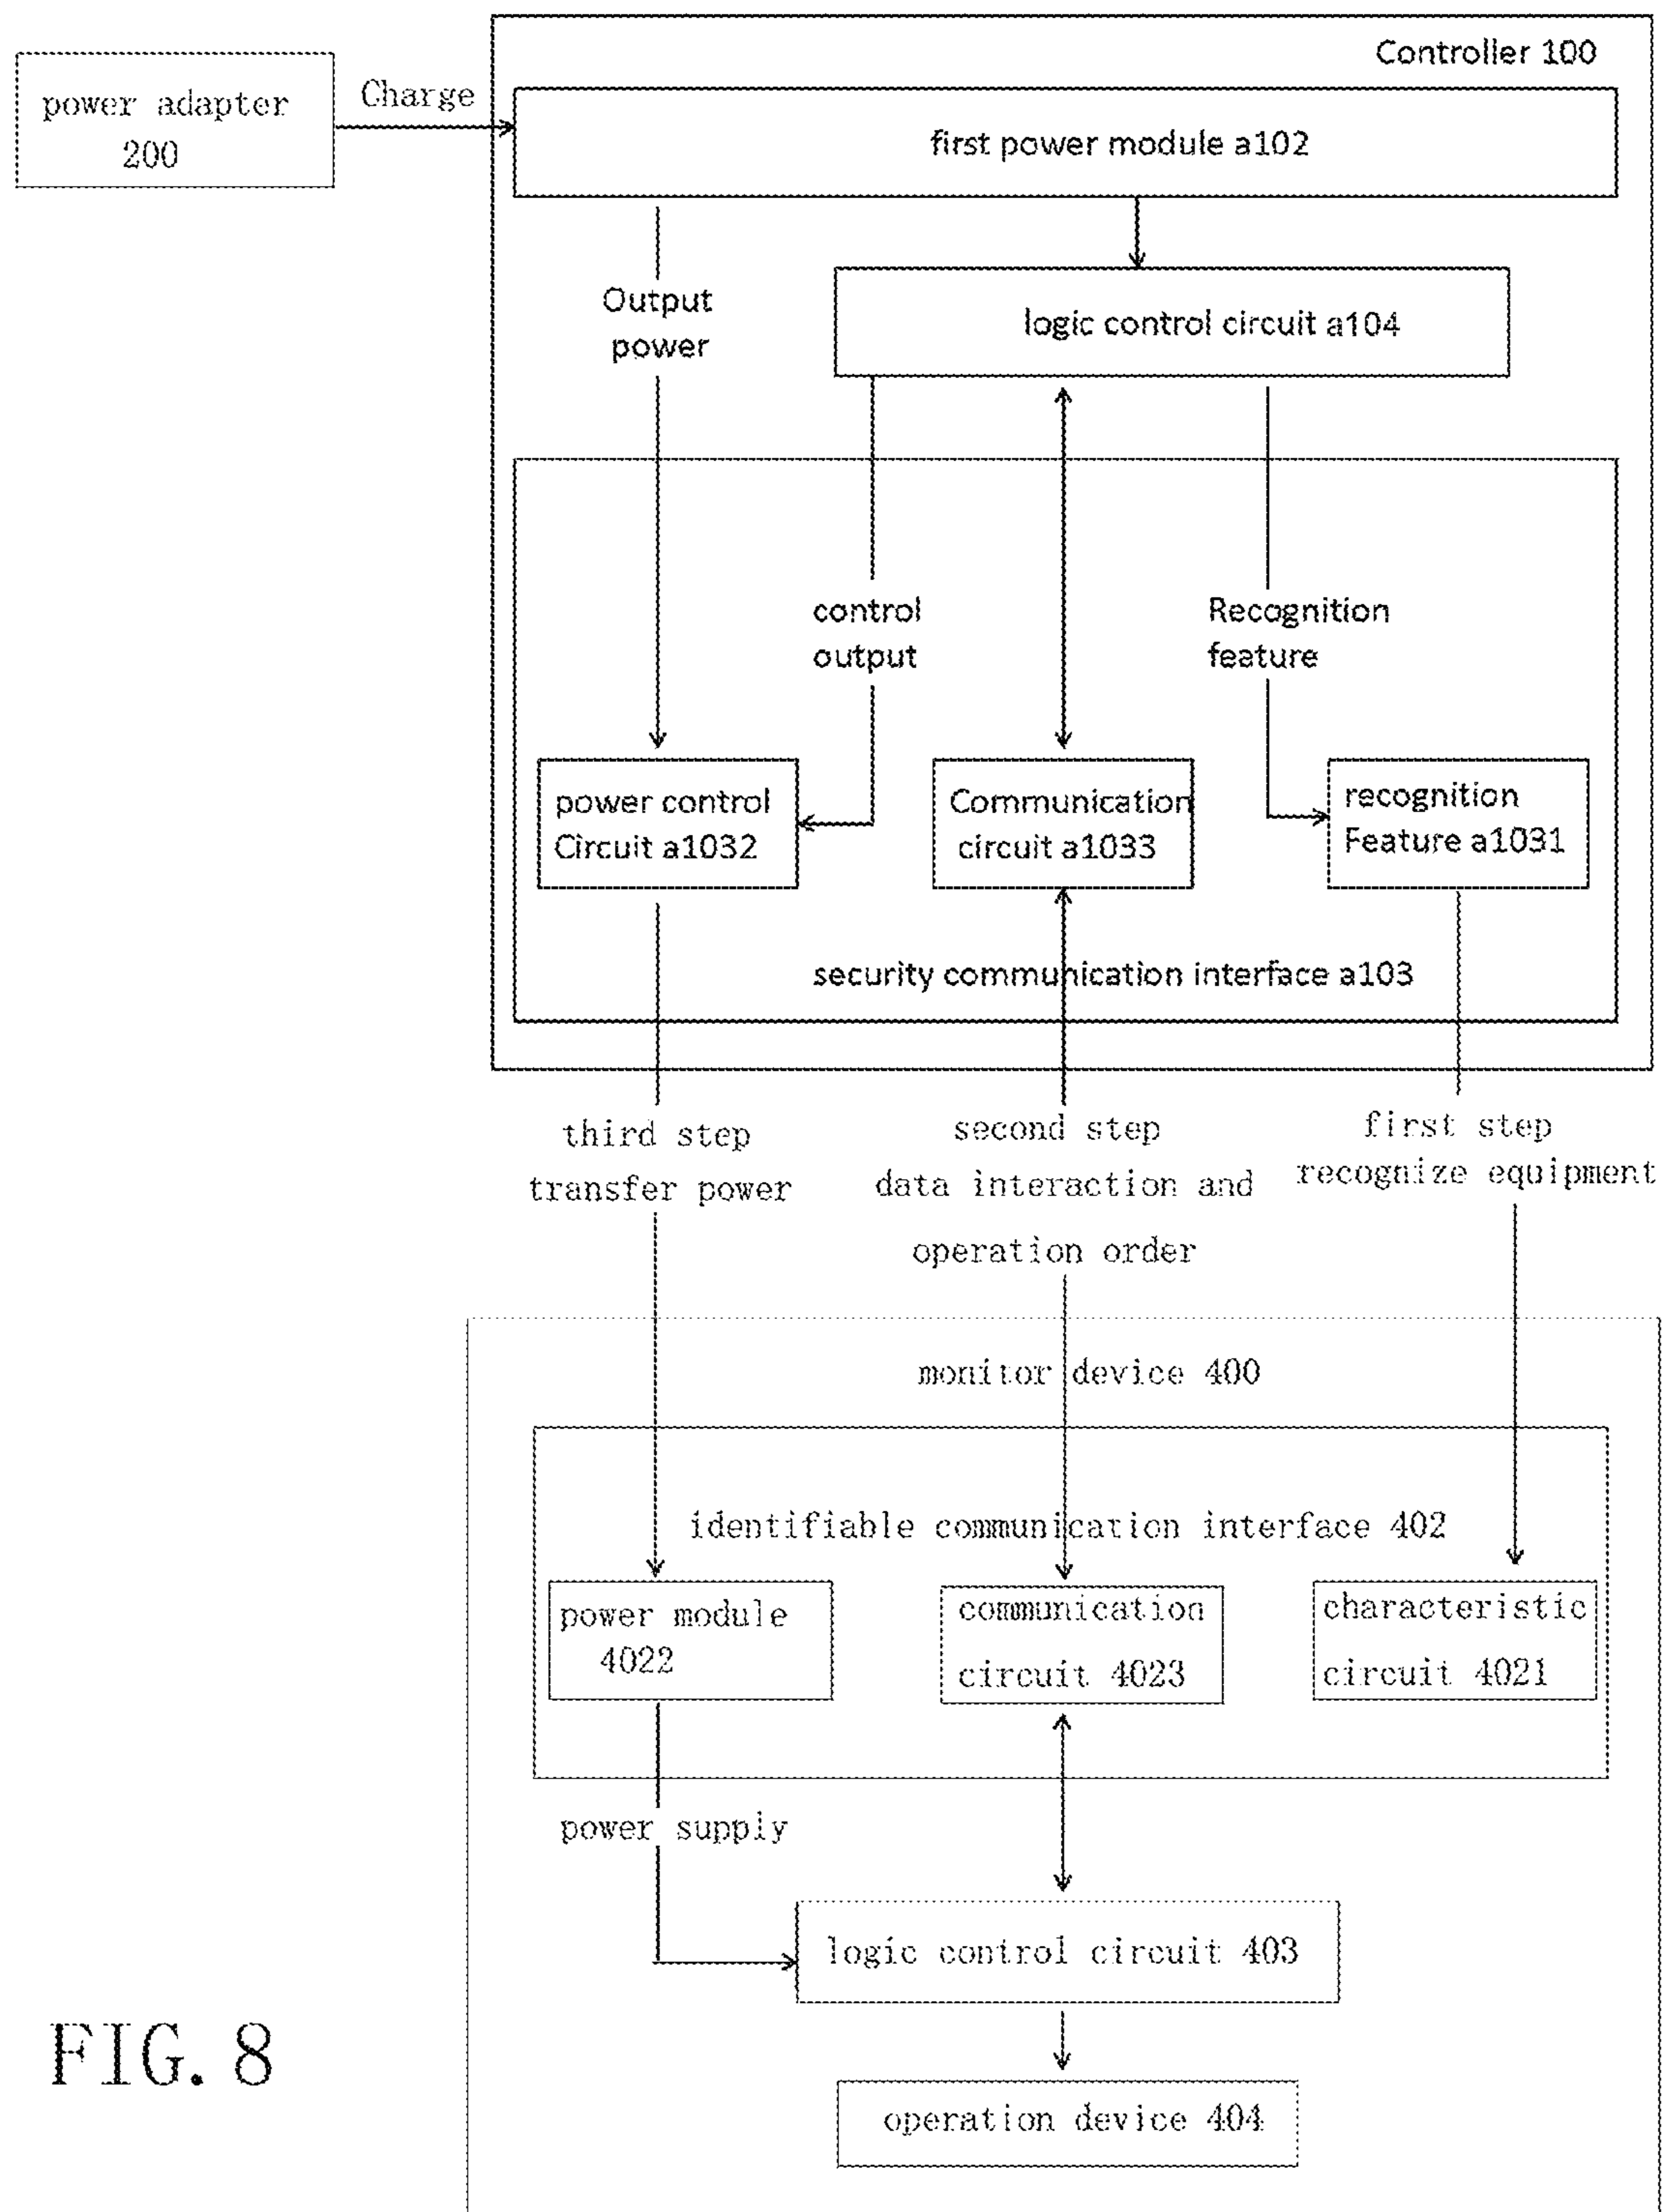 Controller 100
power adapter
200
Charge
first power module a102
Output
power
logic control circuit a104
control
output
Recognition
feature
power control
Circuit a1032
Communication
circuit a1033
recognition
Feature a1031
security communication interface a103
third step
transfer power
second step
data interaction and
operation order
first step
recognize equipment
monitor device 400
identifiable communication interface 402
power module
4022
communication
circuit 4023
characteristic
circuit 4021
power supply
logic control circuit 403
operation device 404
FIG. 8